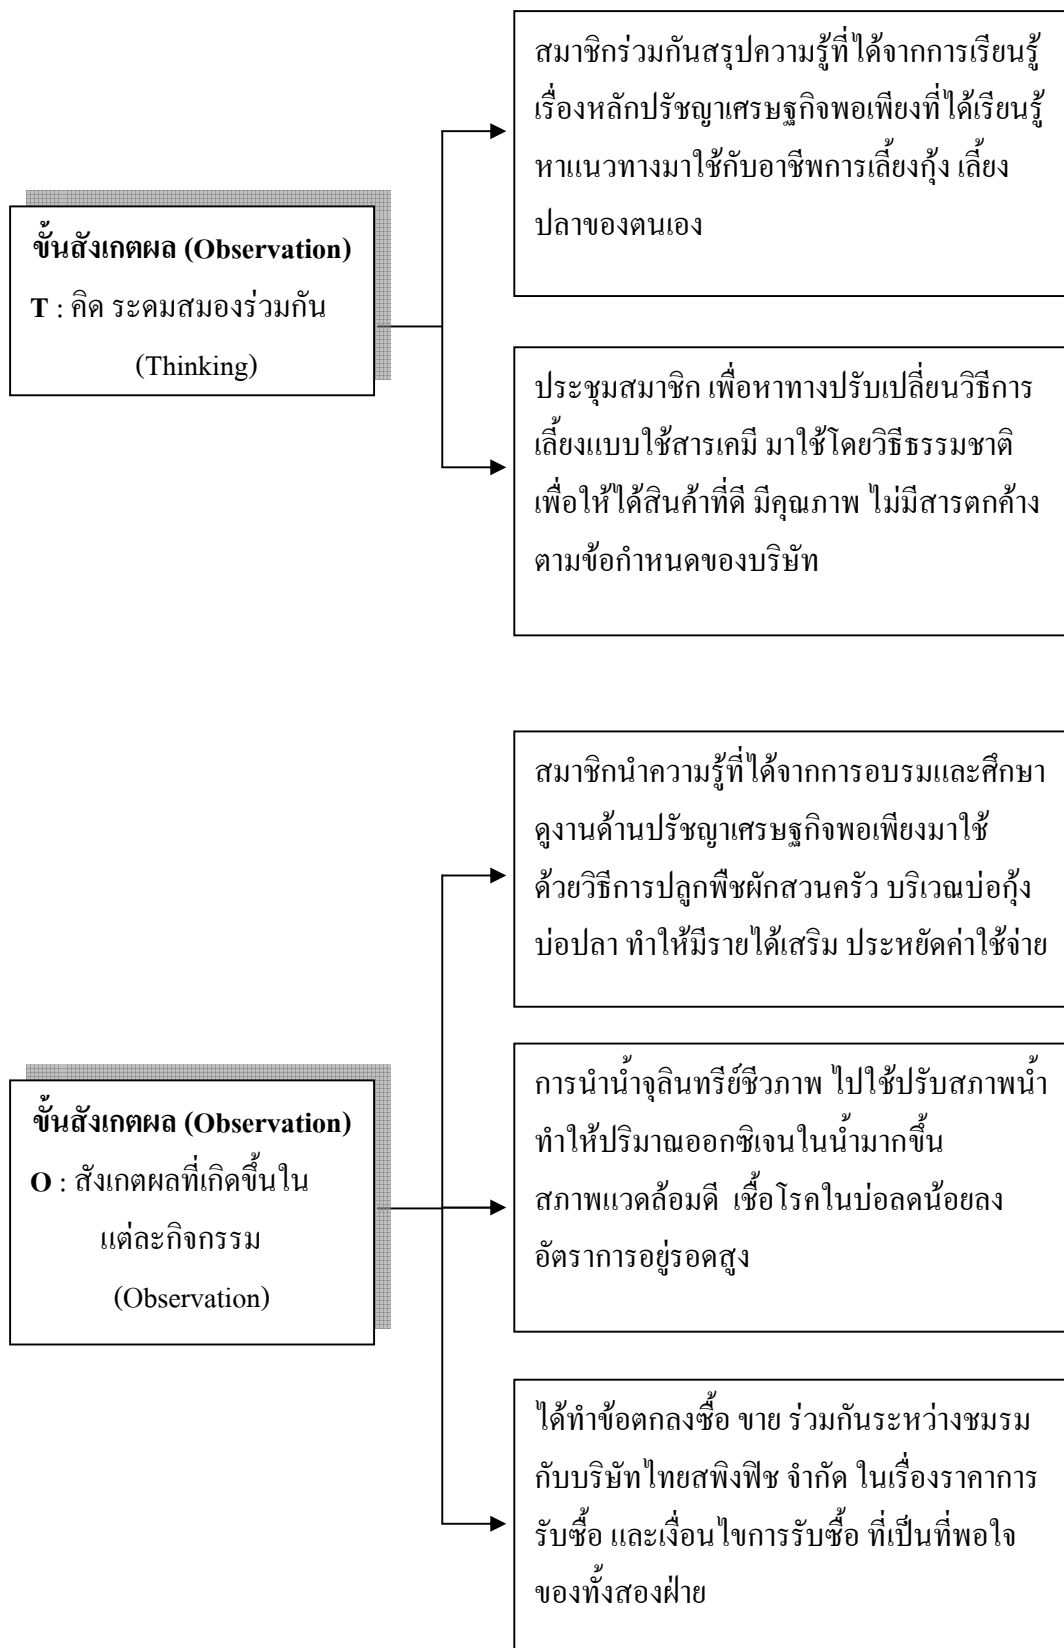 สมาชิกร่วมกันสรุปความรู้ที่ได้จากการเรียนรู้
เรื่องหลักปรัชญาเศรษฐกิจพอเพียงที่ได้เรียนรู้
หาแนวทางมาใช้กับอาชีพการเลี้ยงกุ้ง เลี้ยง
ปลาของตนเอง
ขั้นสังเกตผล (Observation)
T : คิด ระดมสมองร่วมกัน
(Thinking)
ประชุมสมาชิก เพื่อหาทางปรับเปลี่ยนวิธีการ
เลี้ยงแบบใช้สารเคมี มาใช้โดยวิธีธรรมชาติ
เพื่อให้ได้สินค้าที่ดี มีคุณภาพ ไม่มีสารตกค้าง
ตามข้อกำหนดของบริษัท
สมาชิกนำความรู้ที่ได้จากการอบรมและศึกษา
ดูงานด้านปรัชญาเศรษฐกิจพอเพียงมาใช้
ด้วยวิธีการปลูกพืชผักสวนครัว บริเวณบ่อกุ้ง
บ่อปลา ทำให้มีรายได้เสริม ประหยัดค่าใช้จ่าย
ขั้นสังเกตผล (Observation)
O : สังเกตผลที่เกิดขึ้นใน
แต่ละกิจกรรม
(Observation)
การนำน้ำจุลินทรีย์ชีวภาพ ไปใช้ปรับสภาพน้ำ
ทำให้ปริมาณออกซิเจนในน้ำมากขึ้น
สภาพแวดล้อมดี เชื้อโรคในบ่อลดน้อยลง
อัตราการอยู่รอดสูง
ได้ทำข้อตกลงซื้อ ขาย ร่วมกันระหว่างชมรม
กับบริษัทไทยสพิงฟิช จำกัด ในเรื่องราคาการ
รับซื้อ และเงื่อนไขการรับซื้อ ที่เป็นที่พอใจ
ของทั้งสองฝ่าย